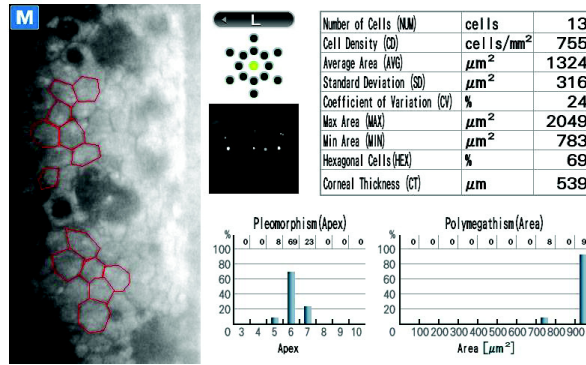 M
L
Number of Cells (NUM) cells 13
Cell Density (CD) cells/mm² 755
Average Area (AVG) μm² 1324
Standard Deviation (SD) μm² 316
Coefficient of Variation (CV) % 24
Max Area (MAX) μm² 2049
Min Area (MIN) μm² 783
Hexagonal Cells(HEX) % 69
Corneal Thickness (CT) μm 539
Pleomorphism(Apex)
% 0 0 8 69 23 0 0 0
100
80
60
40
20
0 3 4 5 6 7 8 9 10
Apex
Polymegathism(Area)
% 0 0 0 0 0 0 0 8 0 9
100
80
60
40
20
0 100 200 300 400 500 600 700 800 900
Area [μm²]